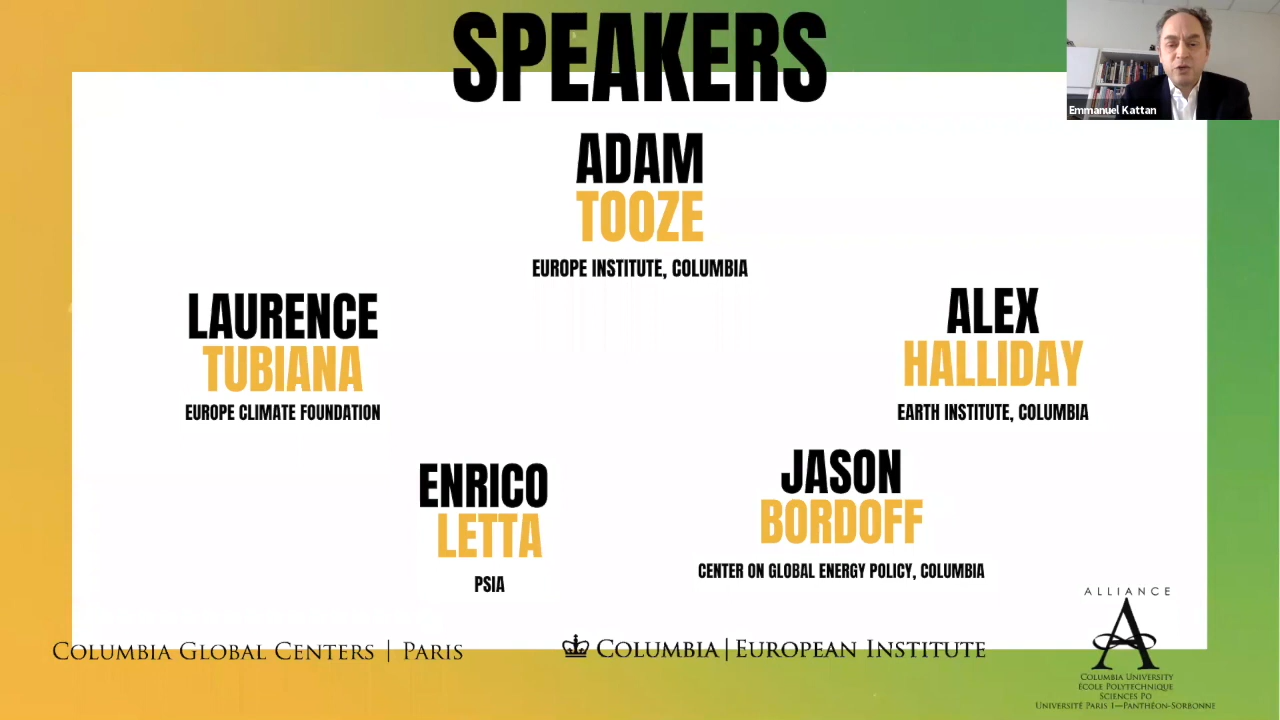 SPEAKERS
Emmanuel Kattan
ADAM
TOOZE
EUROPE INSTITUTE, COLUMBIA
LAURENCE
TUBIANA
EUROPE CLIMATE FOUNDATION
ALEX
HALLIDAY
EARTH INSTITUTE, COLUMBIA
ENRICO
LETTA
PSIA
JASON
BORDOFF
CENTER ON GLOBAL ENERGY POLICY, COLUMBIA
COLUMBIA GLOBAL CENTERS | PARIS
COLUMBIA | EUROPEAN INSTITUTE
ALLIANCE
A
COLUMBIA UNIVERSITY
ÉCOLE POLYTECHNIQUE
SCIENCES PO
UNIVERSITÉ PARIS 1—PANTHÉON-SORBONNE